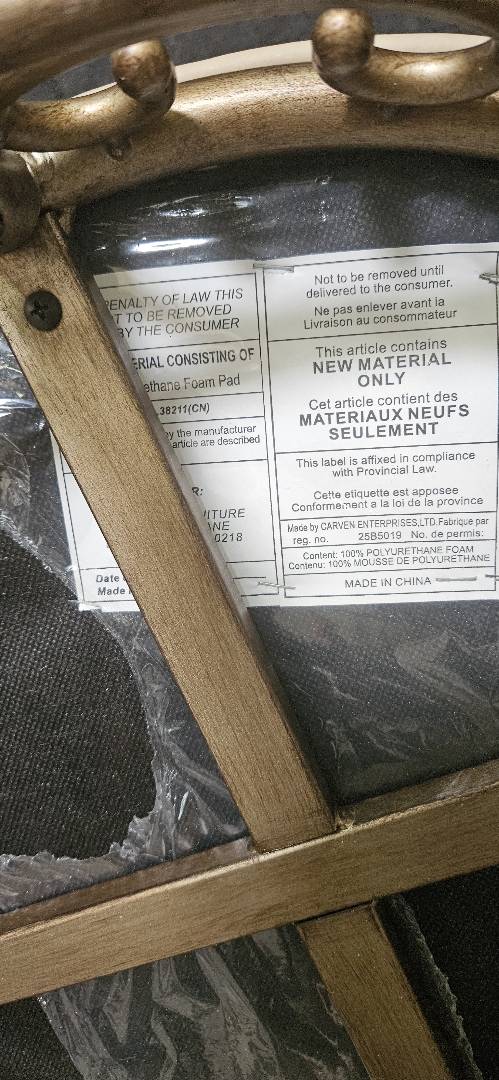 PENALTY OF LAW THIS
TO BE REMOVED
BY THE CONSUMER
CONSISTING OF
Foam Pad
38211(CN)
by the manufacturer
article are described
R:
0218
Date
Made
Not to be removed until
delivered to the consumer.
Ne pas enlever avant la
Livraison au consommateur
This article contains
NEW MATERIAL
ONLY
Cet article contient des
MATERIAUX NEUFS
SEULEMENT
This label is affixed in compliance
with Provincial Law.
Cette etiquette est apposee
Conformement a la loi de la province
Made by CARVEN ENTERPRISES,LTD. Fabrique par
reg. no. 25B5019 No. de permis:
Content: 100% POLYURETHANE FOAM
Contenu: 100% MOUSSE DE POLYURETHANE
MADE IN CHINA